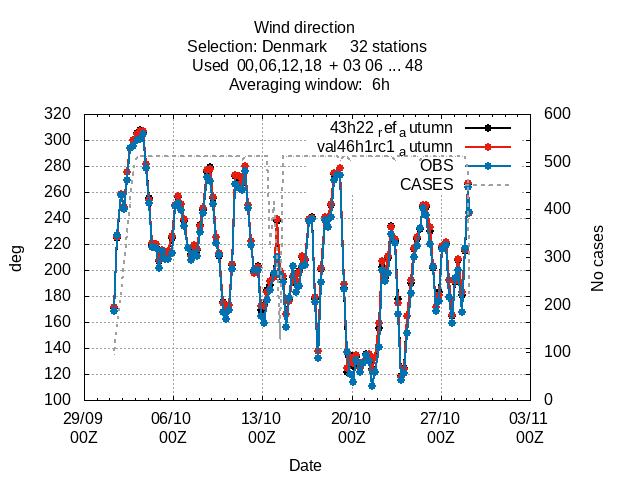 Wind direction
Selection: Denmark 32 stations
Used 00,06,12,18 + 03 06 ... 48
Averaging window: 6h
320 600
300
280 500
260
240 400
220
200 300
180
160 200
140
120 100
100 0
43h22 refautumn
val46h1rc1autumn
OBS
CASES
deg
No cases
29/09 06/10 13/10 20/10 27/10 03/11
00Z 00Z 00Z 00Z 00Z 00Z
Date